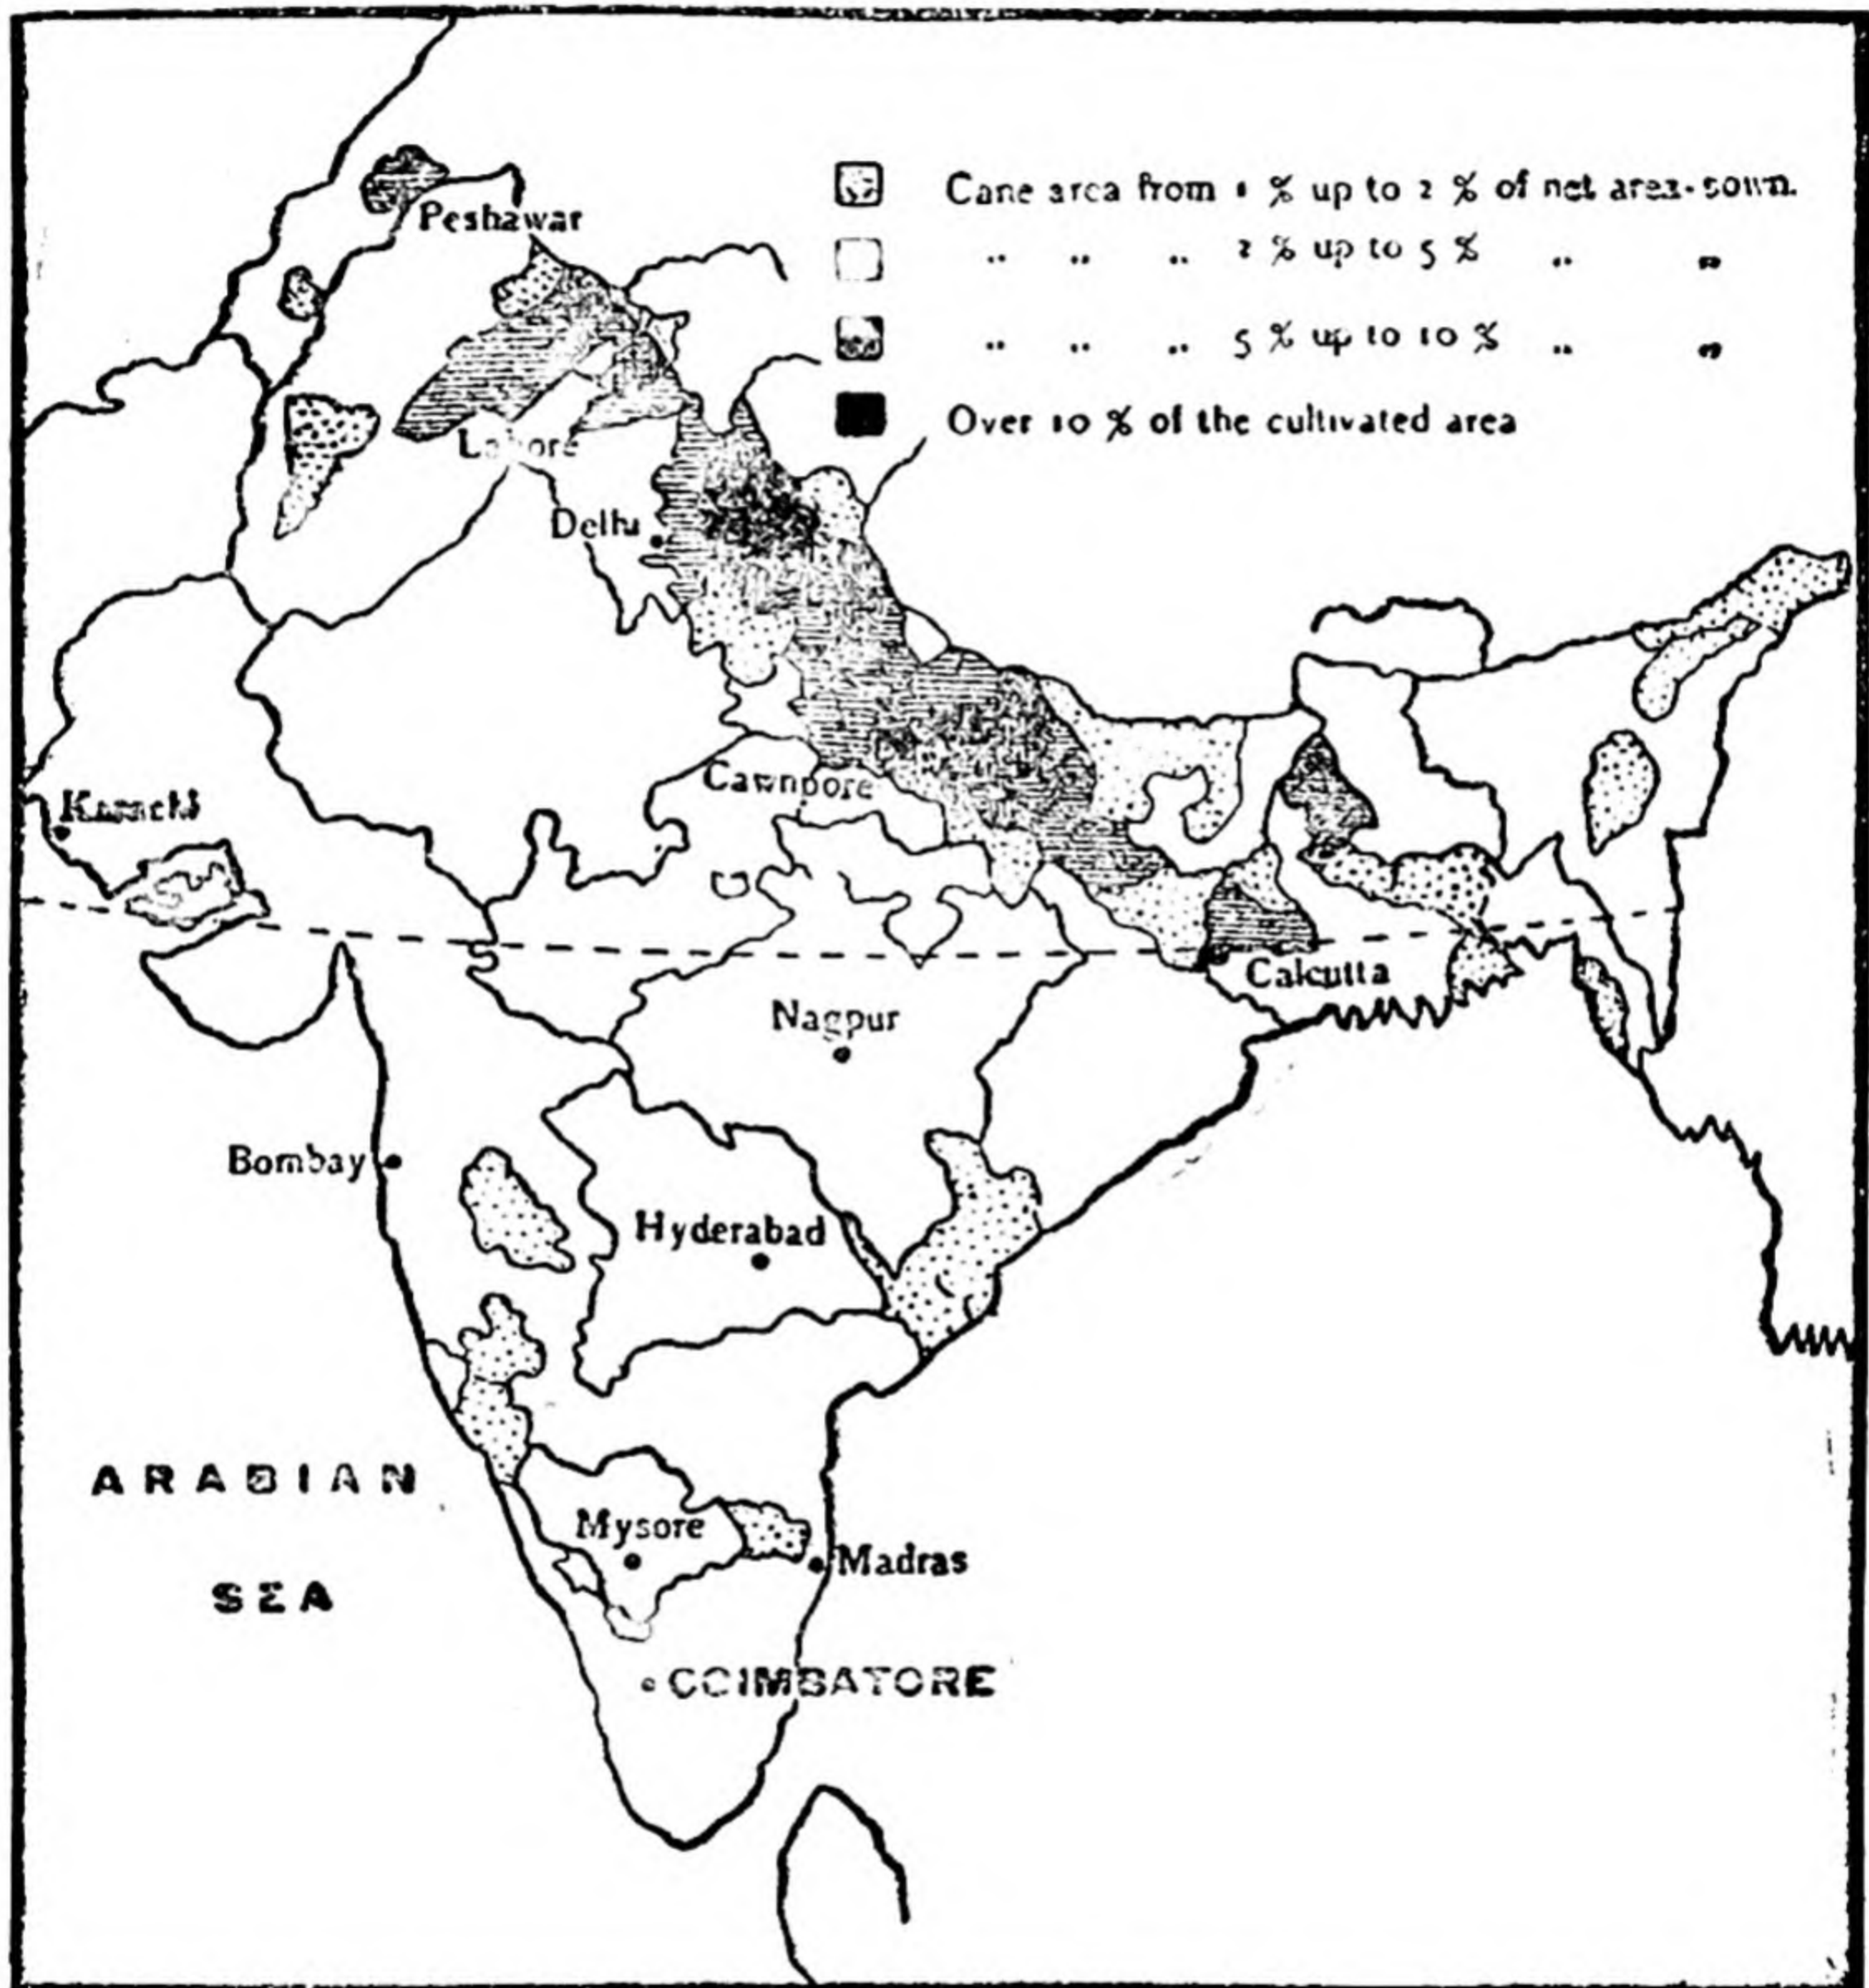 Cane area from 1 % up to 2 % of net area-sown.
„ „ „ 2 % up to 5 % „ „
„ „ „ 5 % up to 10 % „ „
Over 10 % of the cultivated area
Peshawar
Lahore
Delhi
Cawnpore
Karachi
Calcutta
Nagpur
Bombay
Hyderabad
ARABIAN
SEA
Mysore
Madras
COIMBATORE